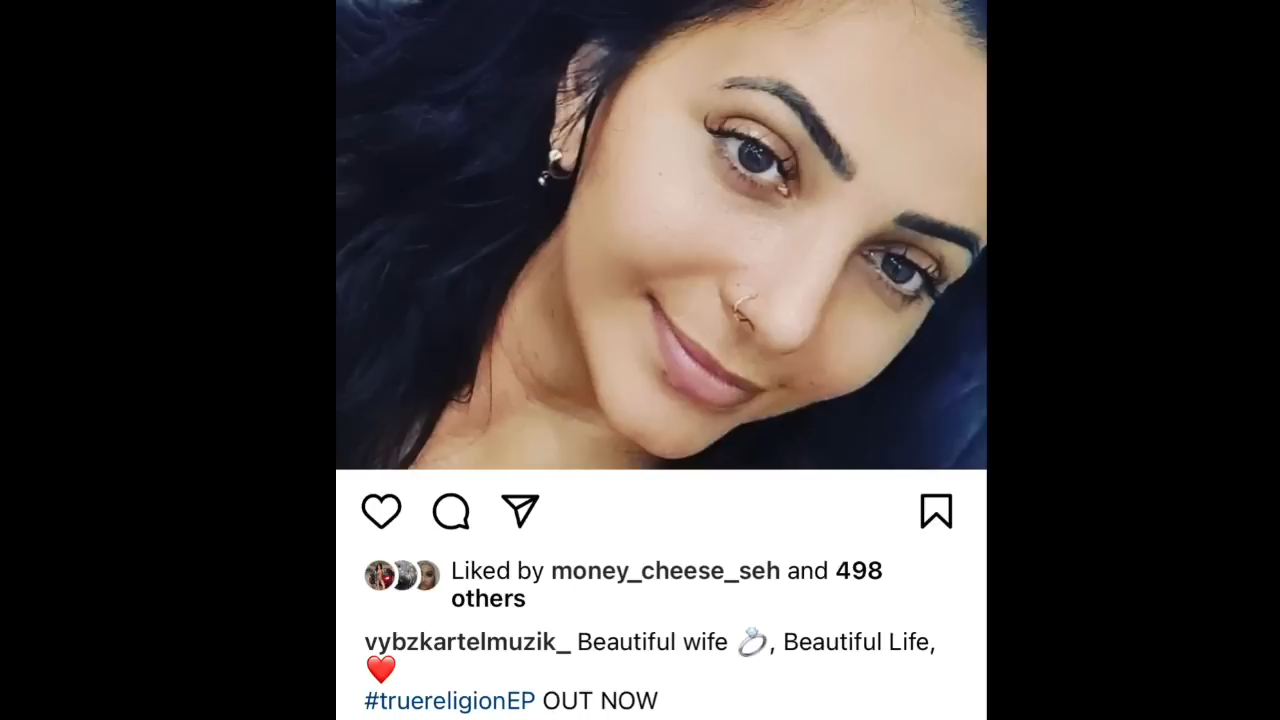 Liked by money_cheese_seh and 498
others
vybzkartelmuzik_ Beautiful wife 💍, Beautiful Life,
❤️
#truereligionEP OUT NOW